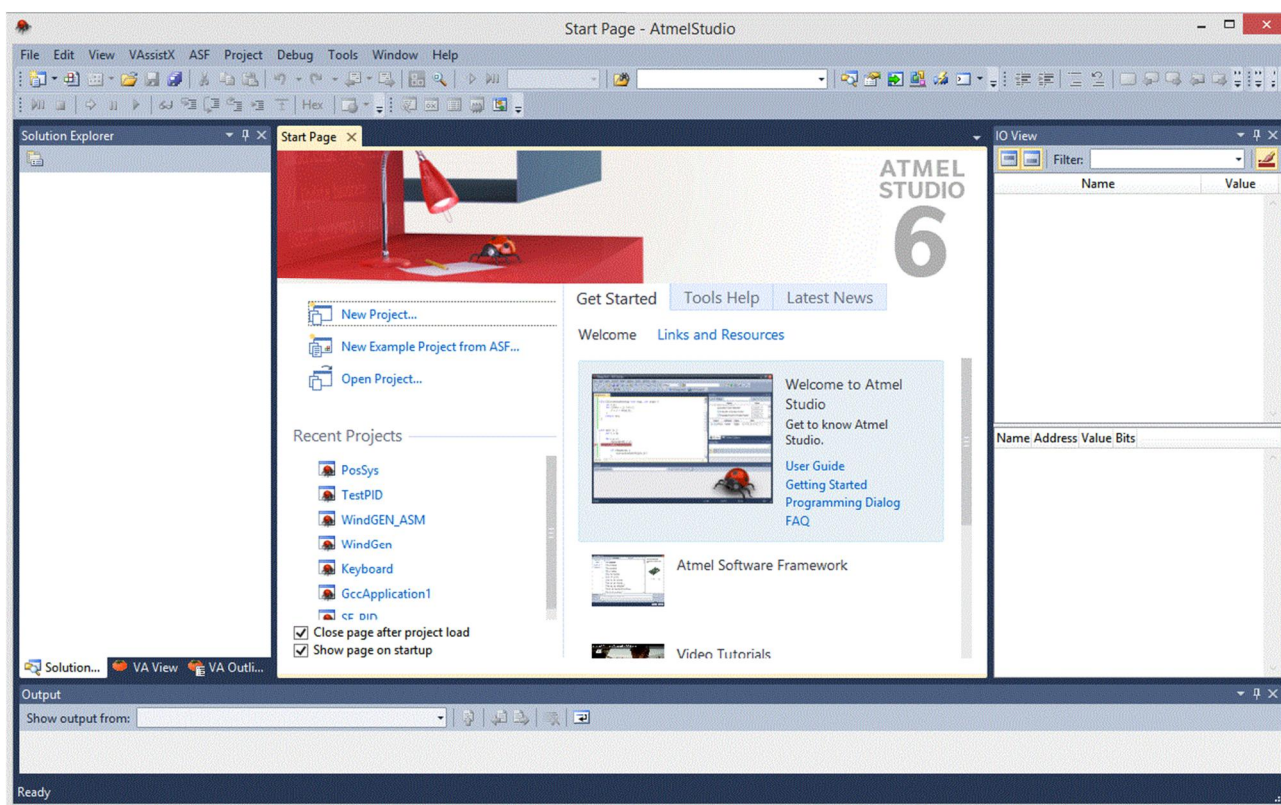 Start Page - AtmelStudio
File Edit View VAssistX ASF Project Debug Tools Window Help
Hex
Solution Explorer
Start Page
IO View
Filter:
Name Value
ATMEL
STUDIO
6
New Project...
New Example Project from ASF...
Open Project...
Recent Projects
PosSys
TestPID
WindGEN_ASM
WindGen
Keyboard
GccApplication1
SF_PID
Close page after project load
Show page on startup
Get Started Tools Help Latest News
Welcome Links and Resources
Welcome to Atmel
Studio
Get to know Atmel
Studio.
User Guide
Getting Started
Programming Dialog
FAQ
Atmel Software Framework
Video Tutorials
Name Address Value Bits
Solution... VA View VA Outli...
Output
Show output from:
Ready